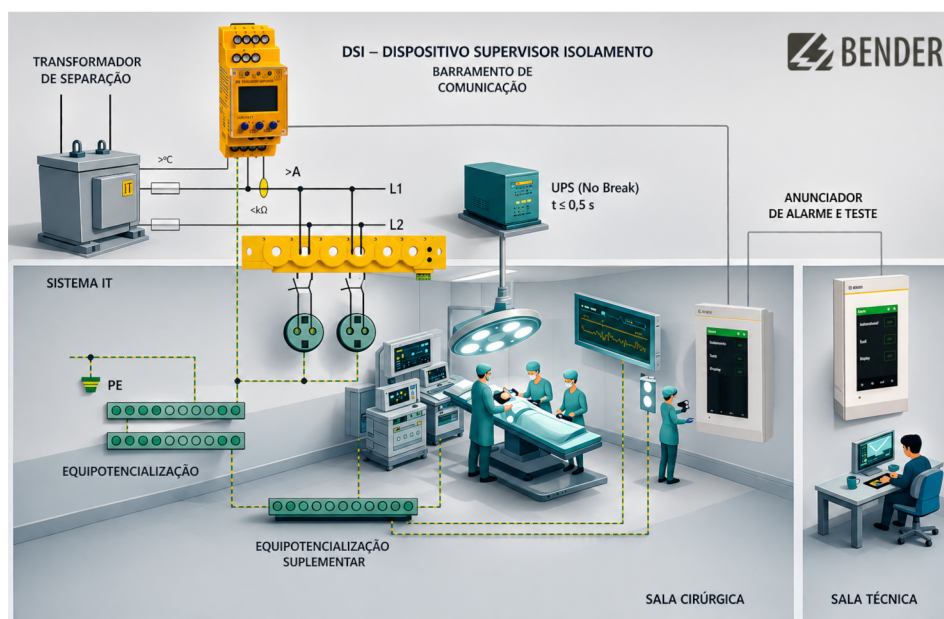 TRANSFORMADOR
DE SEPARAÇÃO
DSI – DISPOSITIVO SUPERVISOR ISOLAMENTO
BARRAMENTO DE
COMUNICAÇÃO
BENDER
>ºC
IT
>A
L1
<kΩ
L2
UPS (No Break)
t ≤ 0,5 s
ANUNCIADOR
DE ALARME E TESTE
SISTEMA IT
PE
EQUIPOTENCIALIZAÇÃO
EQUIPOTENCIALIZAÇÃO
SUPLEMENTAR
SALA CIRÚRGICA
SALA TÉCNICA